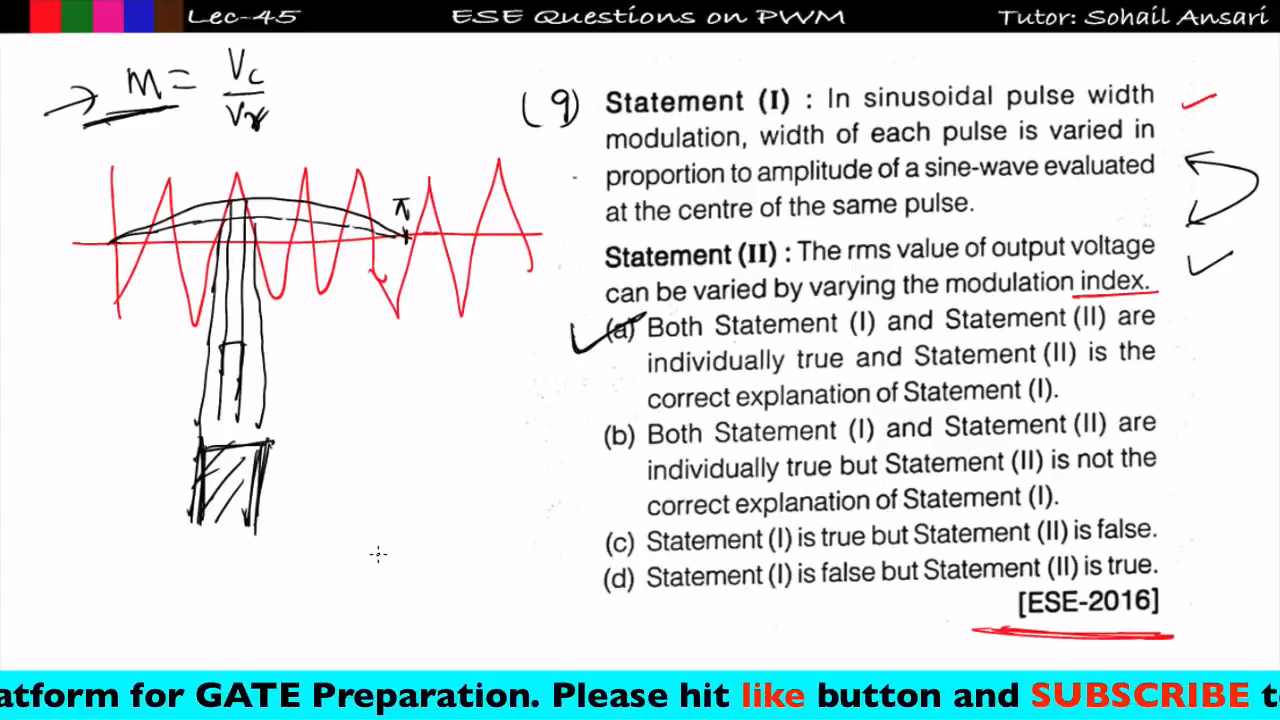 Lec-45
ESE Questions on PWM
Tutor: Sohail Ansari
M = Vc
Vr
π
(9)
Statement (I) : In sinusoidal pulse width
modulation, width of each pulse is varied in
proportion to amplitude of a sine-wave evaluated
at the centre of the same pulse.
Statement (II) : The rms value of output voltage
can be varied by varying the modulation index.
(a) Both Statement (I) and Statement (II) are
individually true and Statement (II) is the
correct explanation of Statement (I).
(b) Both Statement (I) and Statement (II) are
individually true but Statement (II) is not the
correct explanation of Statement (I).
(c) Statement (I) is true but Statement (II) is false.
(d) Statement (I) is false but Statement (II) is true.
[ESE-2016]
atform for GATE Preparation. Please hit like button and SUBSCRIBE t